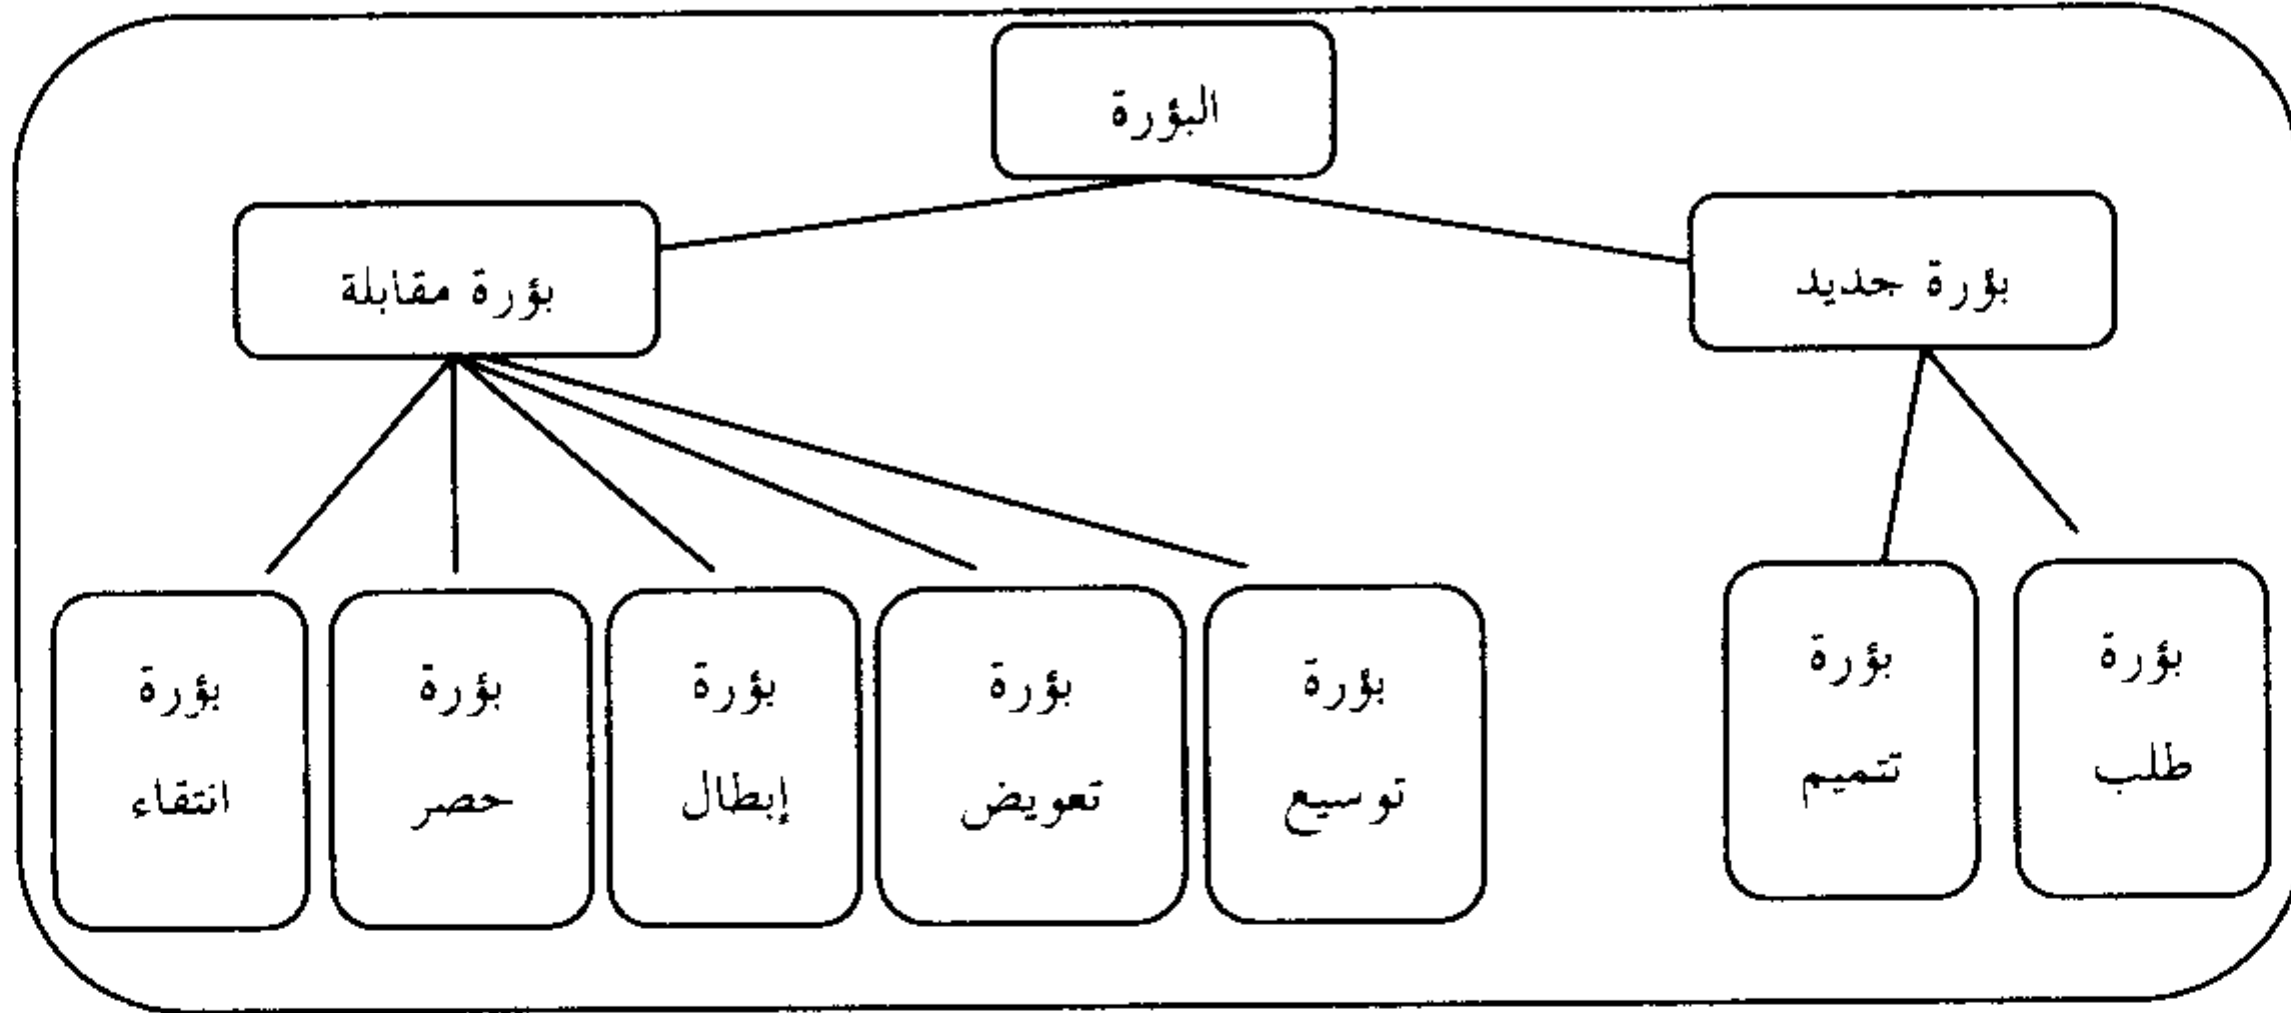 البؤرة
بؤرة جديد
بؤرة مقابلة
بؤرة
طلب
بؤرة
تتميم
بؤرة
توسيع
بؤرة
تعويض
بؤرة
إبطال
بؤرة
حصر
بؤرة
انتقاء